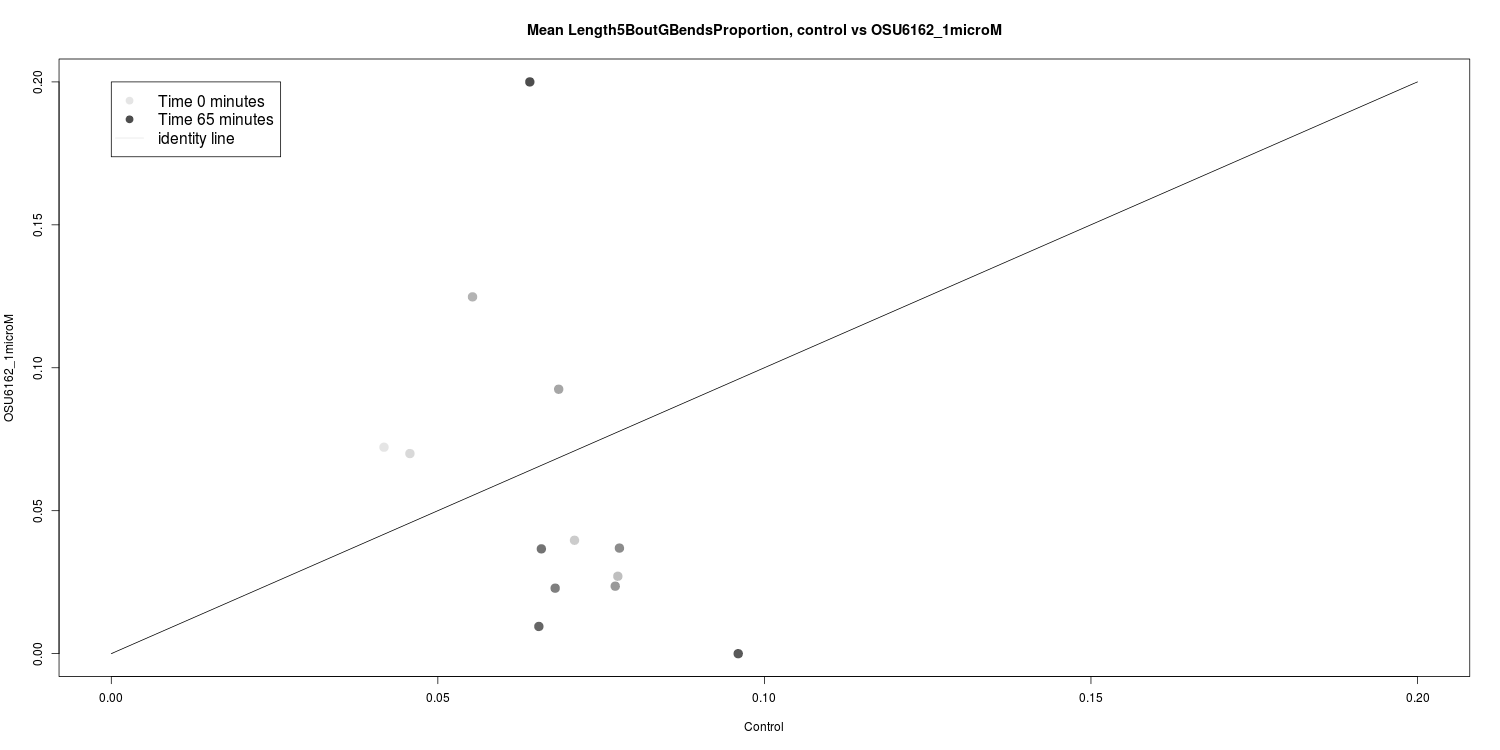 Mean Length5BoutGBendsProportion, control vs OSU6162_1microM
Time 0 minutes
Time 65 minutes
identity line
OSU6162_1microM
0.20
0.15
0.10
0.05
0.00
0.00 0.05 0.10 0.15 0.20
Control